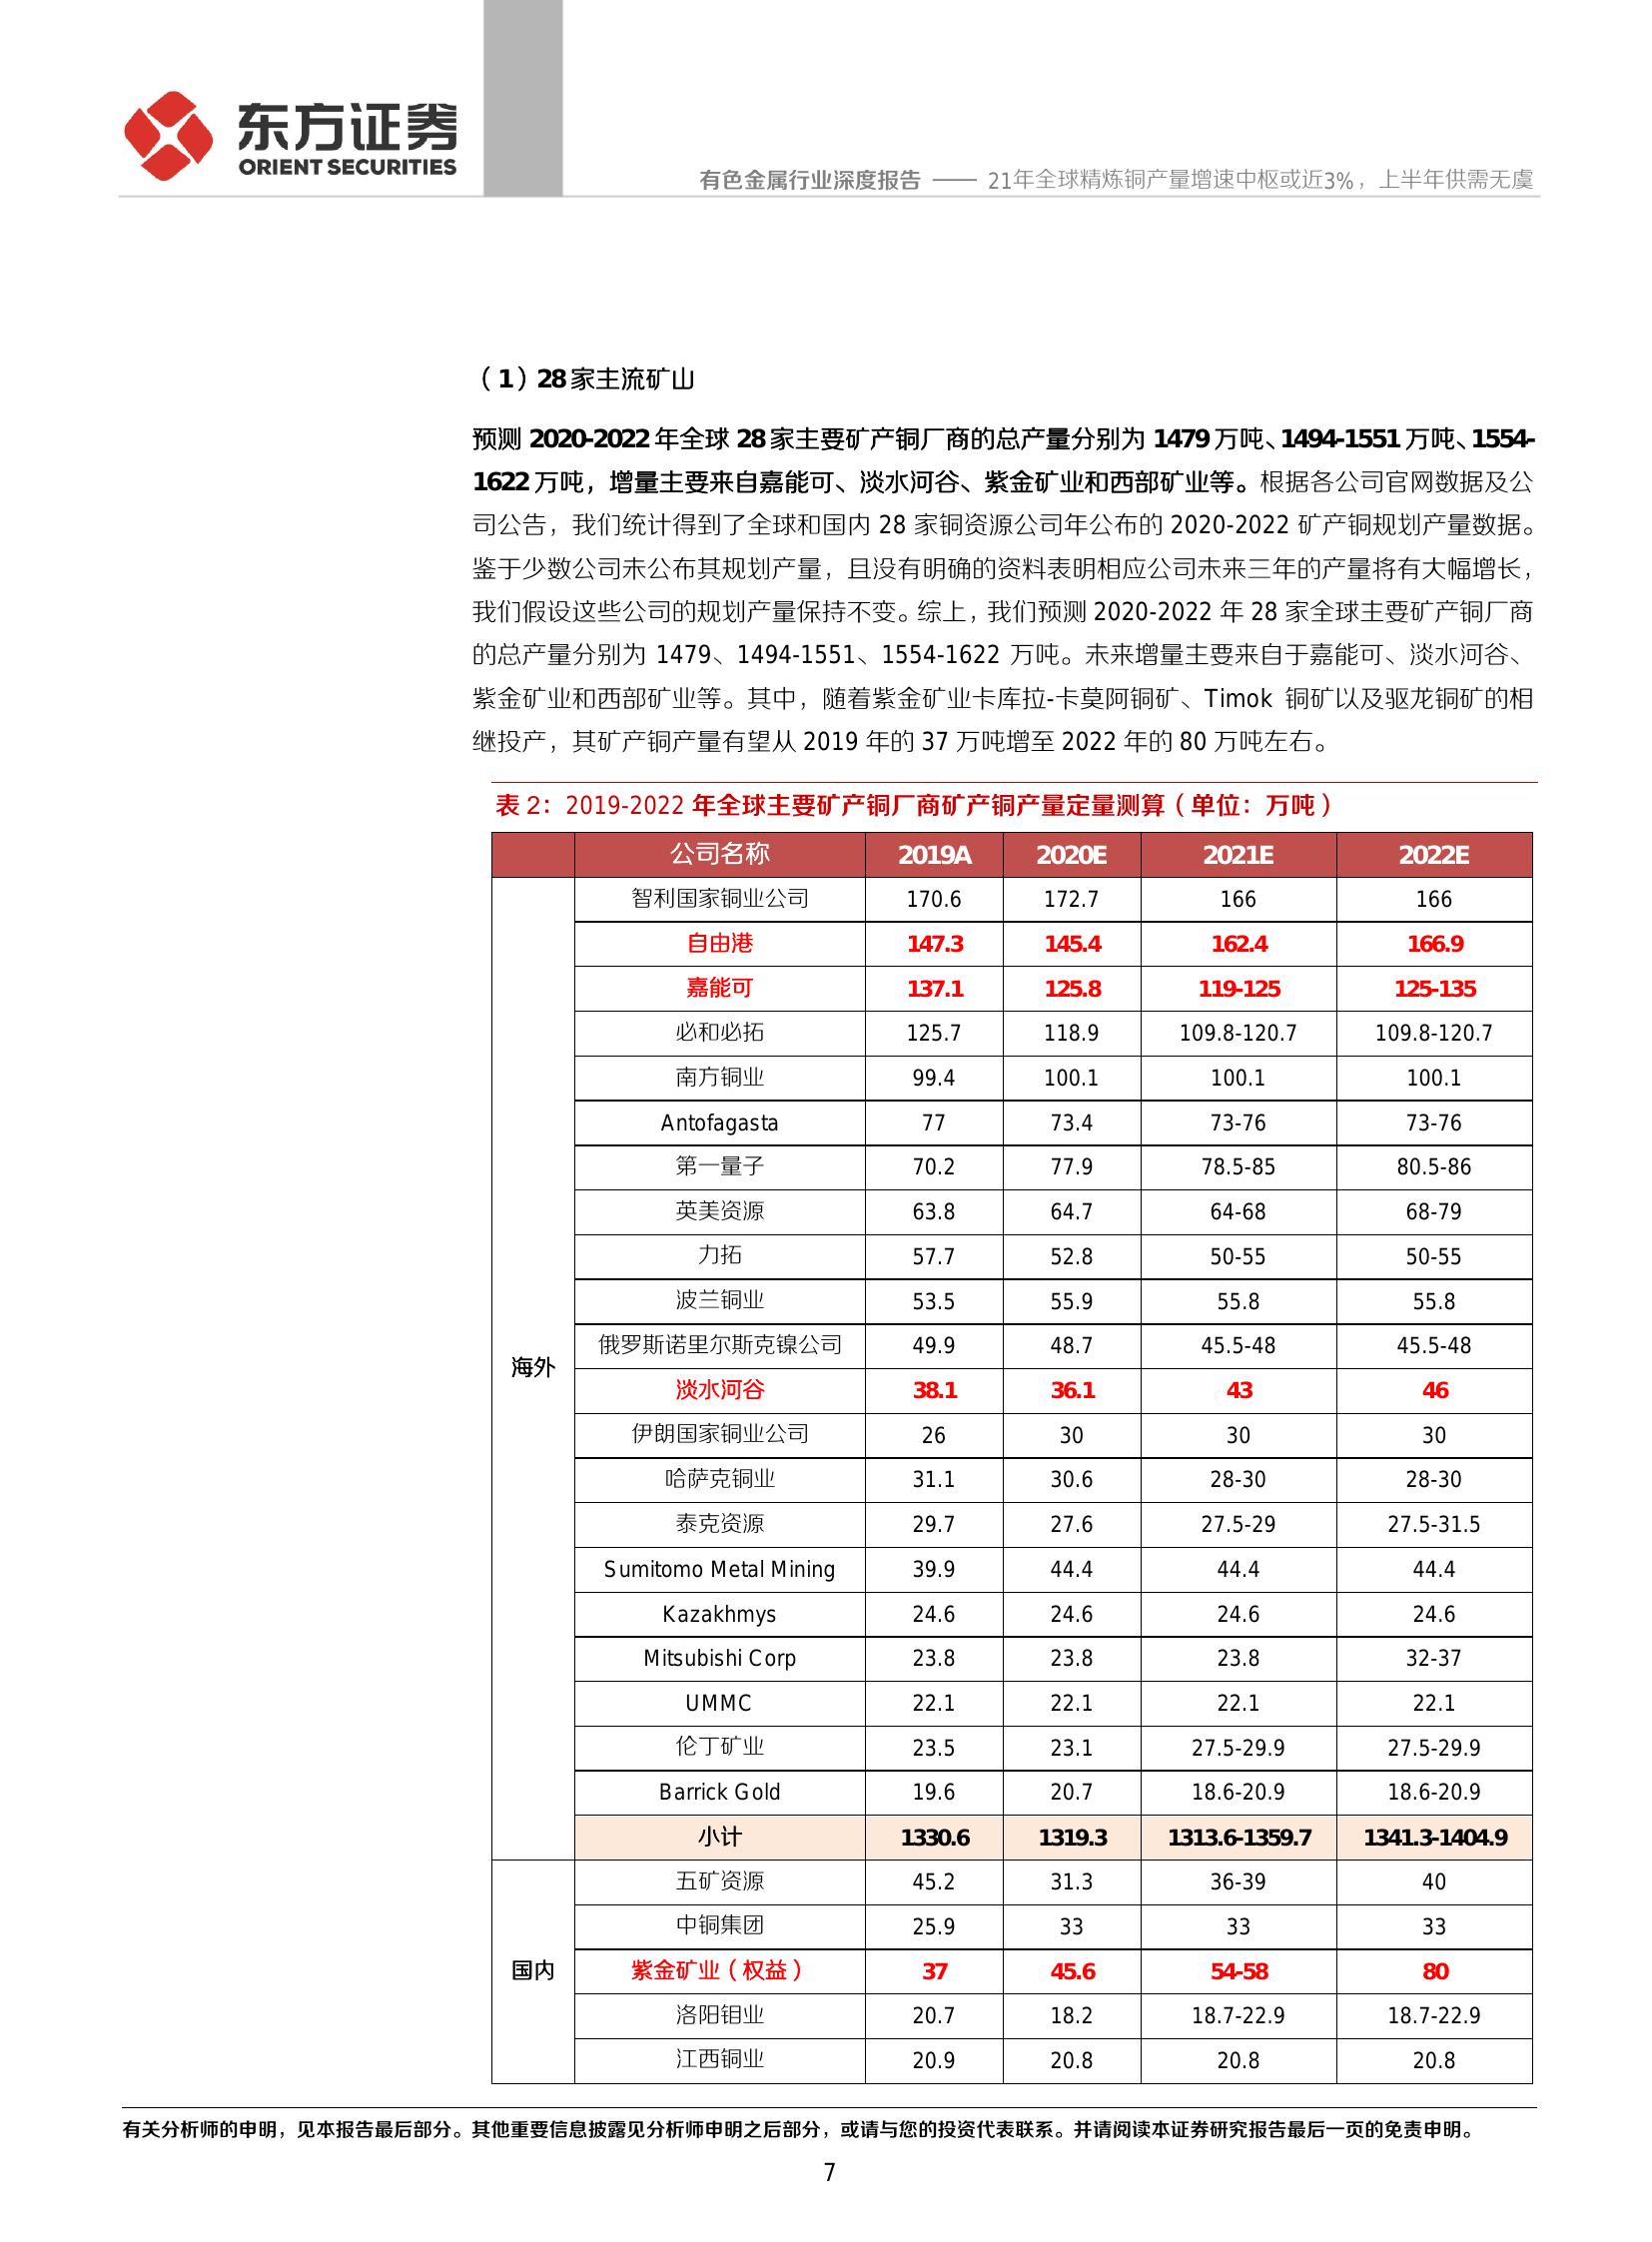 东方证券
ORIENT SECURITIES
有色金属行业深度报告 —— 21年全球精炼铜产量增速中枢或近3%，上半年供需无虞
（1）28家主流矿山
预测 2020-2022 年全球 28 家主要矿产铜厂商的总产量分别为 1479 万吨、1494-1551 万吨、1554-
1622 万吨，增量主要来自嘉能可、淡水河谷、紫金矿业和西部矿业等。根据各公司官网数据及公
司公告，我们统计得到了全球和国内 28 家铜资源公司年公布的 2020-2022 矿产铜规划产量数据。
鉴于少数公司未公布其规划产量，且没有明确的资料表明相应公司未来三年的产量将有大幅增长，
我们假设这些公司的规划产量保持不变。综上，我们预测 2020-2022 年 28 家全球主要矿产铜厂商
的总产量分别为 1479、1494-1551、1554-1622 万吨。未来增量主要来自于嘉能可、淡水河谷、
紫金矿业和西部矿业等。其中，随着紫金矿业卡库拉-卡莫阿铜矿、Timok 铜矿以及驱龙铜矿的相
继投产，其矿产铜产量有望从 2019 年的 37 万吨增至 2022 年的 80 万吨左右。
表 2：2019-2022 年全球主要矿产铜厂商矿产铜产量定量测算（单位：万吨）
公司名称 2019A 2020E 2021E 2022E
智利国家铜业公司 170.6 172.7 166 166
自由港 147.3 145.4 162.4 166.9
嘉能可 137.1 125.8 119-125 125-135
必和必拓 125.7 118.9 109.8-120.7 109.8-120.7
南方铜业 99.4 100.1 100.1 100.1
Antofagasta 77 73.4 73-76 73-76
第一量子 70.2 77.9 78.5-85 80.5-86
英美资源 63.8 64.7 64-68 68-79
力拓 57.7 52.8 50-55 50-55
波兰铜业 53.5 55.9 55.8 55.8
俄罗斯诺里尔斯克镍公司 49.9 48.7 45.5-48 45.5-48
海外
淡水河谷 38.1 36.1 43 46
伊朗国家铜业公司 26 30 30 30
哈萨克铜业 31.1 30.6 28-30 28-30
泰克资源 29.7 27.6 27.5-29 27.5-31.5
Sumitomo Metal Mining 39.9 44.4 44.4 44.4
Kazakhmys 24.6 24.6 24.6 24.6
Mitsubishi Corp 23.8 23.8 23.8 32-37
UMMC 22.1 22.1 22.1 22.1
伦丁矿业 23.5 23.1 27.5-29.9 27.5-29.9
Barrick Gold 19.6 20.7 18.6-20.9 18.6-20.9
小计 1330.6 1319.3 1313.6-1359.7 1341.3-1404.9
五矿资源 45.2 31.3 36-39 40
中铜集团 25.9 33 33 33
国内 紫金矿业（权益） 37 45.6 54-58 80
洛阳钼业 20.7 18.2 18.7-22.9 18.7-22.9
江西铜业 20.9 20.8 20.8 20.8
有关分析师的申明，见本报告最后部分。其他重要信息披露见分析师申明之后部分，或请与您的投资代表联系。并请阅读本证券研究报告最后一页的免责申明。
7